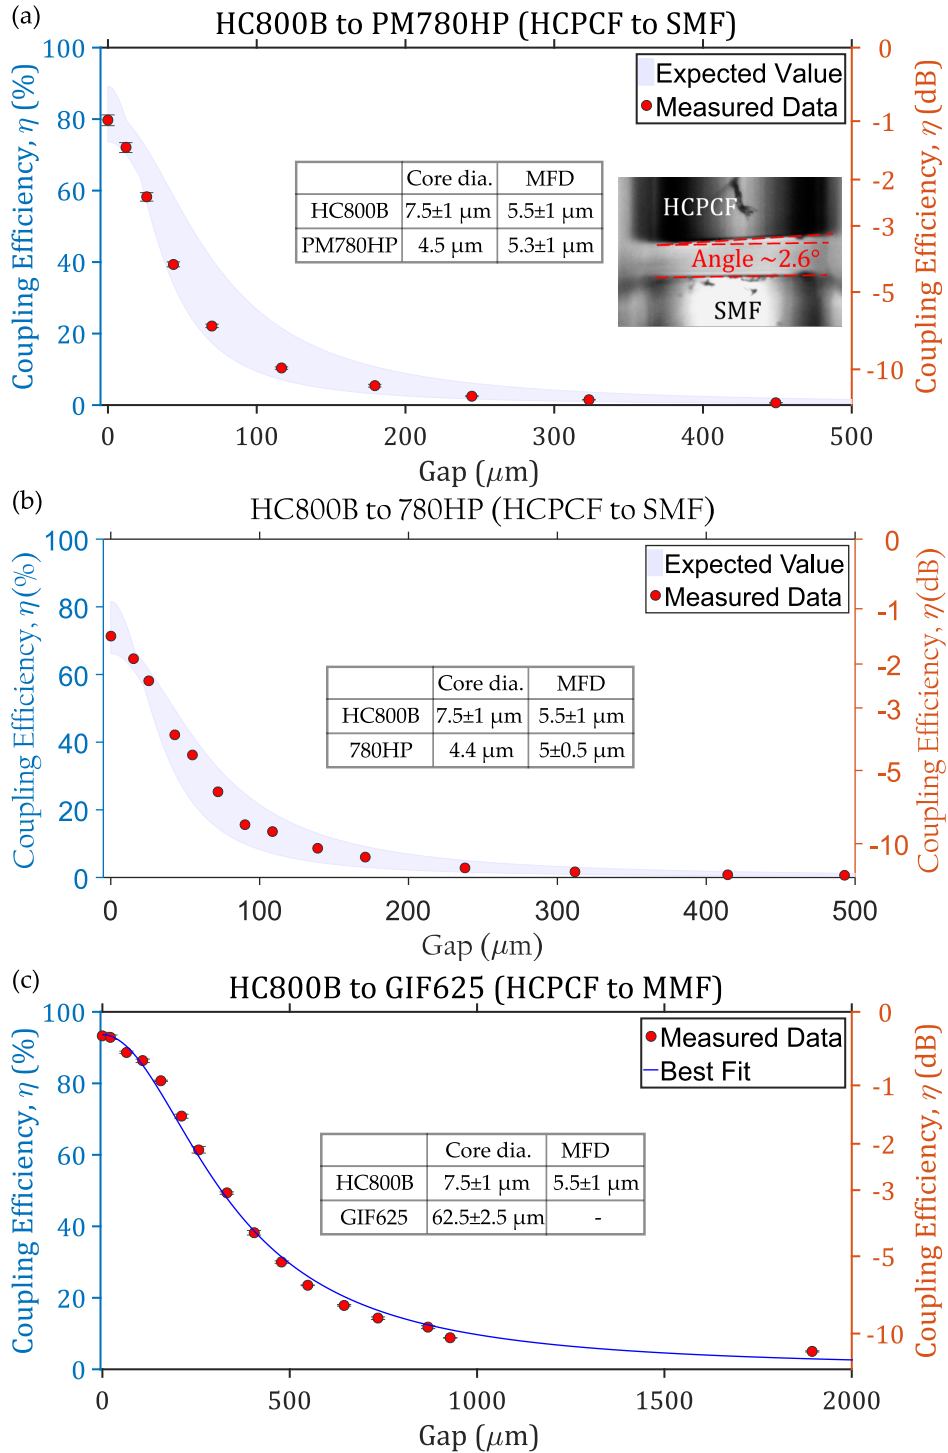 (a)
HC800B to PM780HP (HCPCF to SMF)
100
80
60
40
20
0
Coupling Efficiency, η (%)
0
-1
-2
-3
-5
-10
Coupling Efficiency, η (dB)
Expected Value
Measured Data
Core dia. MFD
HC800B 7.5±1 μm 5.5±1 μm
PM780HP 4.5 μm 5.3±1 μm
HCPCF
Angle ~2.6°
SMF
0 100 200 300 400 500
Gap (μm)
(b)
HC800B to 780HP (HCPCF to SMF)
100
80
60
40
20
0
Coupling Efficiency, η(%)
0
-1
-2
-3
-5
-10
Coupling Efficiency, η(dB)
Expected Value
Measured Data
Core dia. MFD
HC800B 7.5±1 μm 5.5±1 μm
780HP 4.4 μm 5±0.5 μm
0 100 200 300 400 500
Gap (μm)
(c)
HC800B to GIF625 (HCPCF to MMF)
100
80
60
40
20
0
Coupling Efficiency, η (%)
0
-1
-2
-3
-5
-10
Coupling Efficiency, η (dB)
Measured Data
Best Fit
Core dia. MFD
HC800B 7.5±1 μm 5.5±1 μm
GIF625 62.5±2.5 μm -
0 500 1000 1500 2000
Gap (μm)